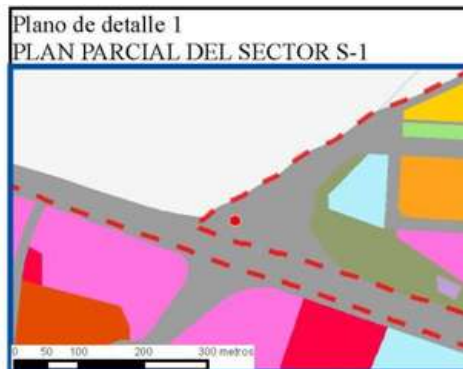 Plano de detalle 1
PLAN PARCIAL DEL SECTOR S-1
0 50 100 200 300 metros